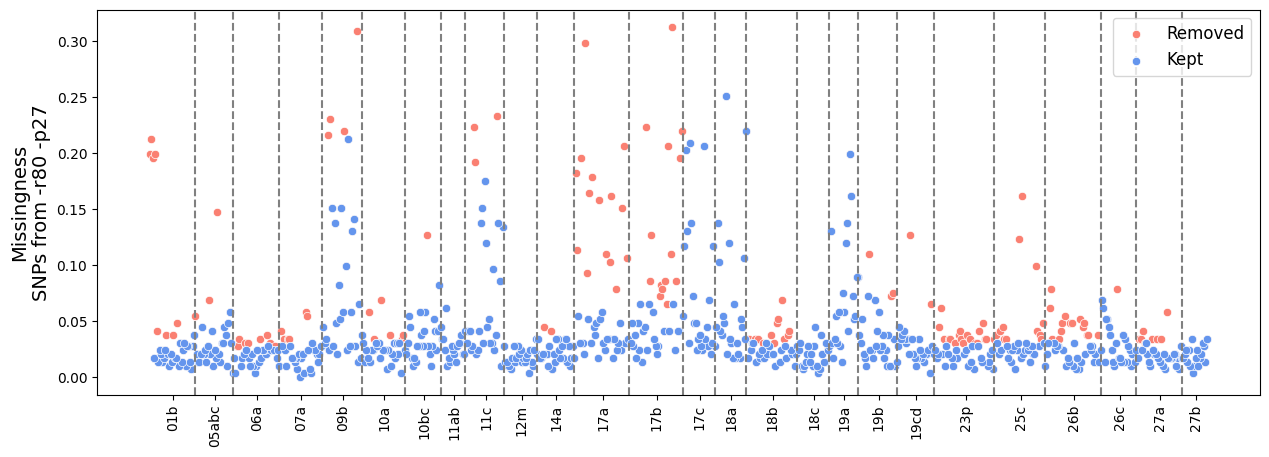 Missingness
SNPs from -r80 -p27
0.30
0.25
0.20
0.15
0.10
0.05
0.00
Removed
Kept
01b
05abc
06a
07a
09b
10a
10bc
11ab
11c
12m
14a
17a
17b
17c
18a
18b
18c
19a
19b
19cd
23p
25c
26b
26c
27a
27b